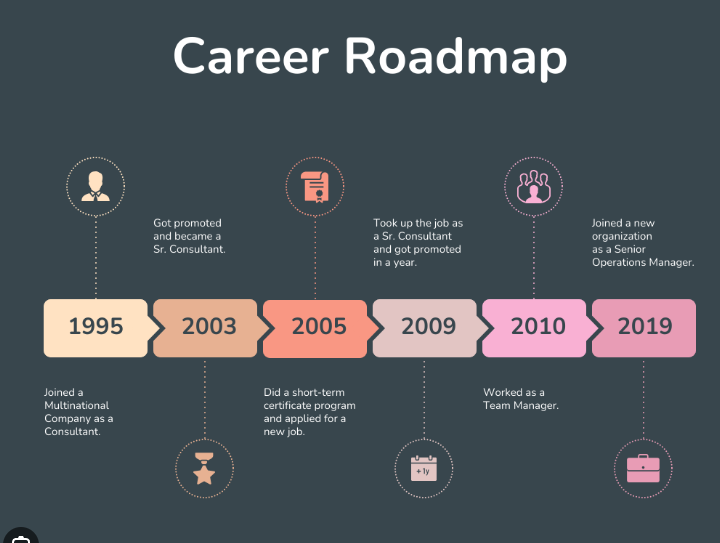 Career Roadmap
Got promoted
and became a
Sr. Consultant.
Took up the job as
a Sr. Consultant
and got promoted
in a year.
Joined a new
organization
as a Senior
Operations Manager.
1995
2003
2005
2009
2010
2019
Joined a
Multinational
Company as a
Consultant.
Did a short-term
certificate program
and applied for a
new job.
Worked as a
Team Manager.
+1y